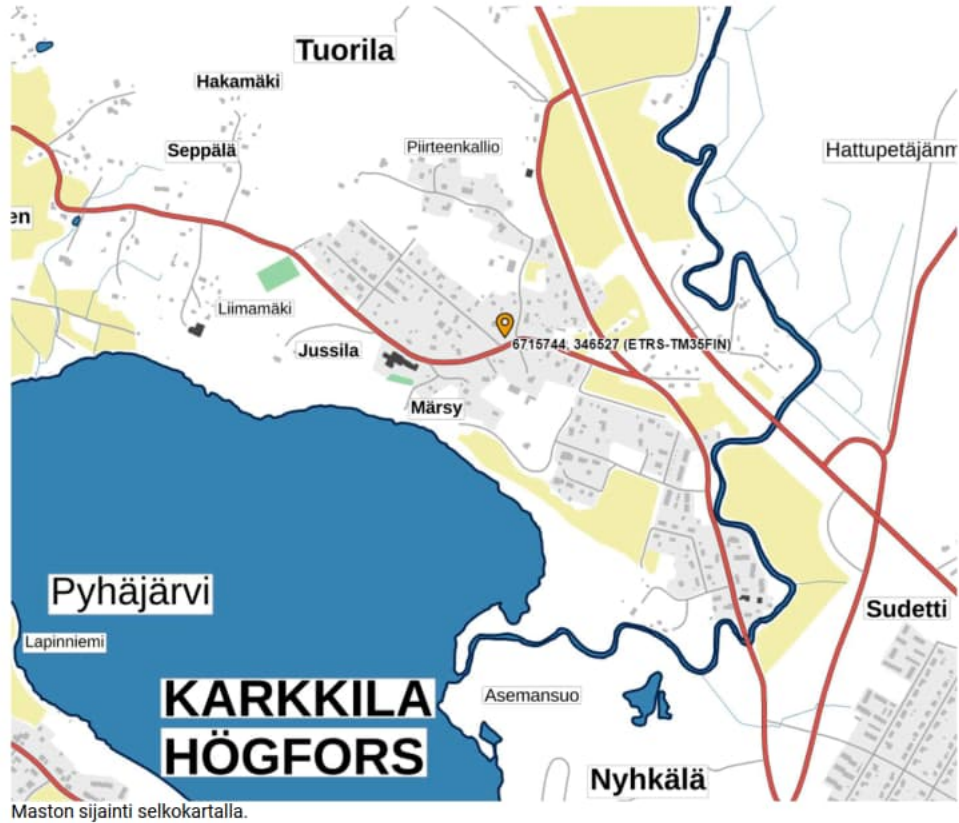 Tuorila
Hakamäki
Seppälä
Piirteenkallio
Hattupetäjänm
en
Liimamäki
Jussila
6715744, 346527 (ETRS-TM35FIN)
Märsy
Pyhäjärvi
Sudetti
Lapinniemi
Asemansuo
KARKKILA
HÖGFORS
Nyhkälä
Maston sijainti selkokartalla.